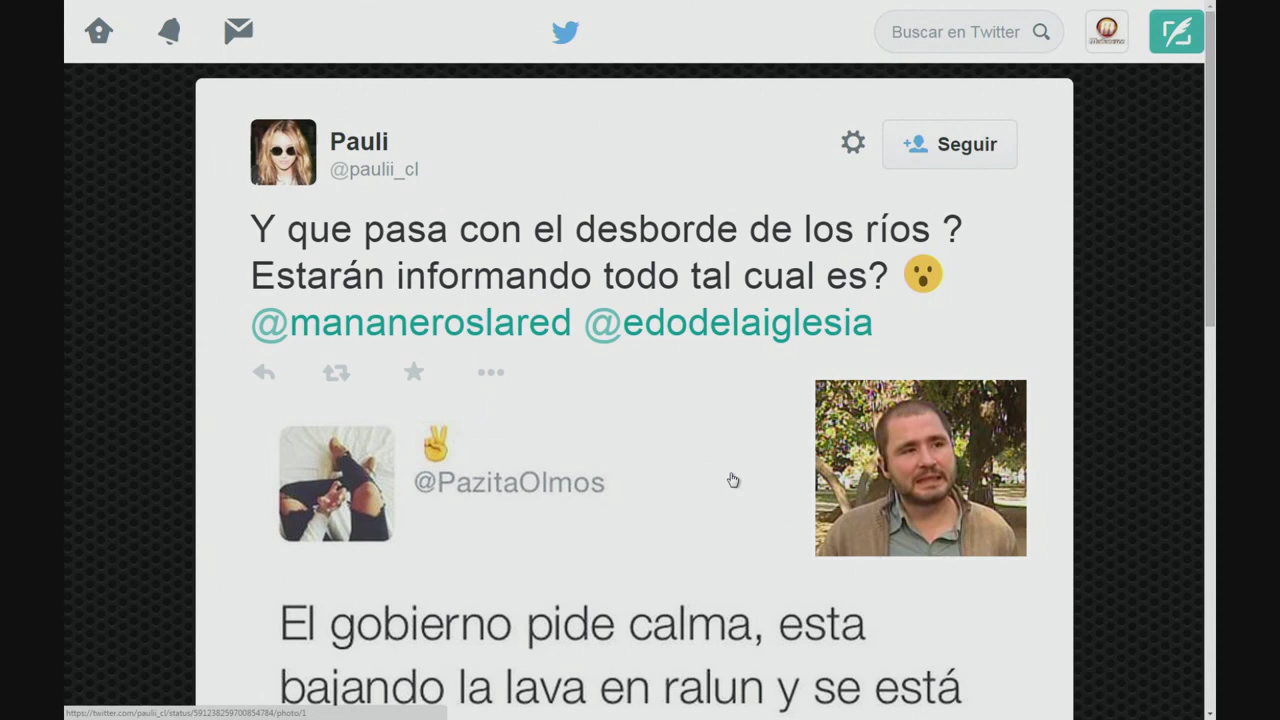 Buscar en Twitter
Pauli
@paulii_cl
Seguir
Y que pasa con el desborde de los ríos ?
Estarán informando todo tal cual es? 😮
@mananeroslared @edodelaiglesia
✌
@PazitaOlmos
El gobierno pide calma, esta
bajando la lava en ralun y se está
https://twitter.com/paulii_cl/status/591238259700854784/photo/1